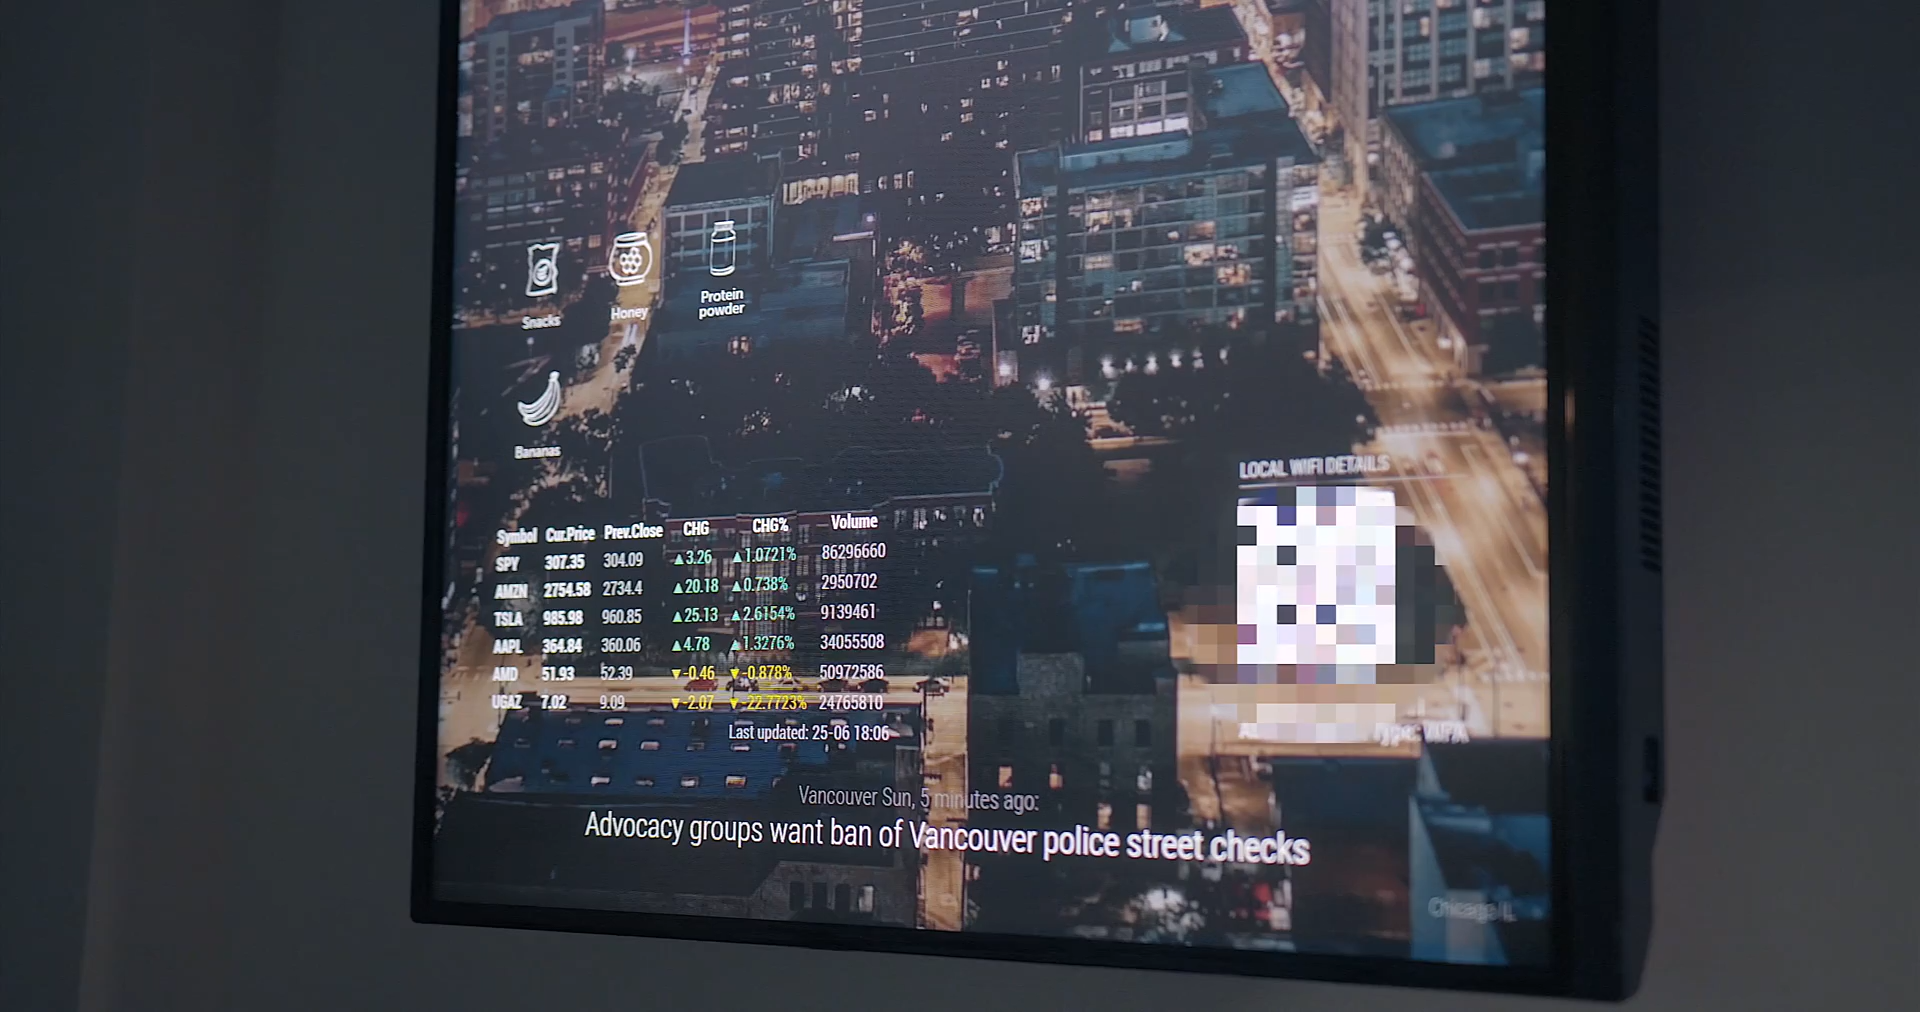 Snacks
Honey
Protein
powder
Bananas
LOCAL WIFI DETAILS
Symbol Cur.Price Prev.Close CHG CHG% Volume
SPY 307.35 304.09 ▲3.26 ▲1.0721% 86296660
AMZN 2754.58 2734.4 ▲20.18 ▲0.738% 2950702
TSLA 985.98 960.85 ▲25.13 ▲2.6154% 9139461
AAPL 364.84 360.06 ▲4.78 ▲1.3276% 34055508
AMD 51.93 52.39 ▼-0.46 ▼-0.878% 50972586
UGAZ 7.02 9.09 ▼-2.07 ▼-22.7723% 24765810
Last updated: 25-06 18:06
Type: WPA
Vancouver Sun, 5 minutes ago:
Advocacy groups want ban of Vancouver police street checks
Chicago IL